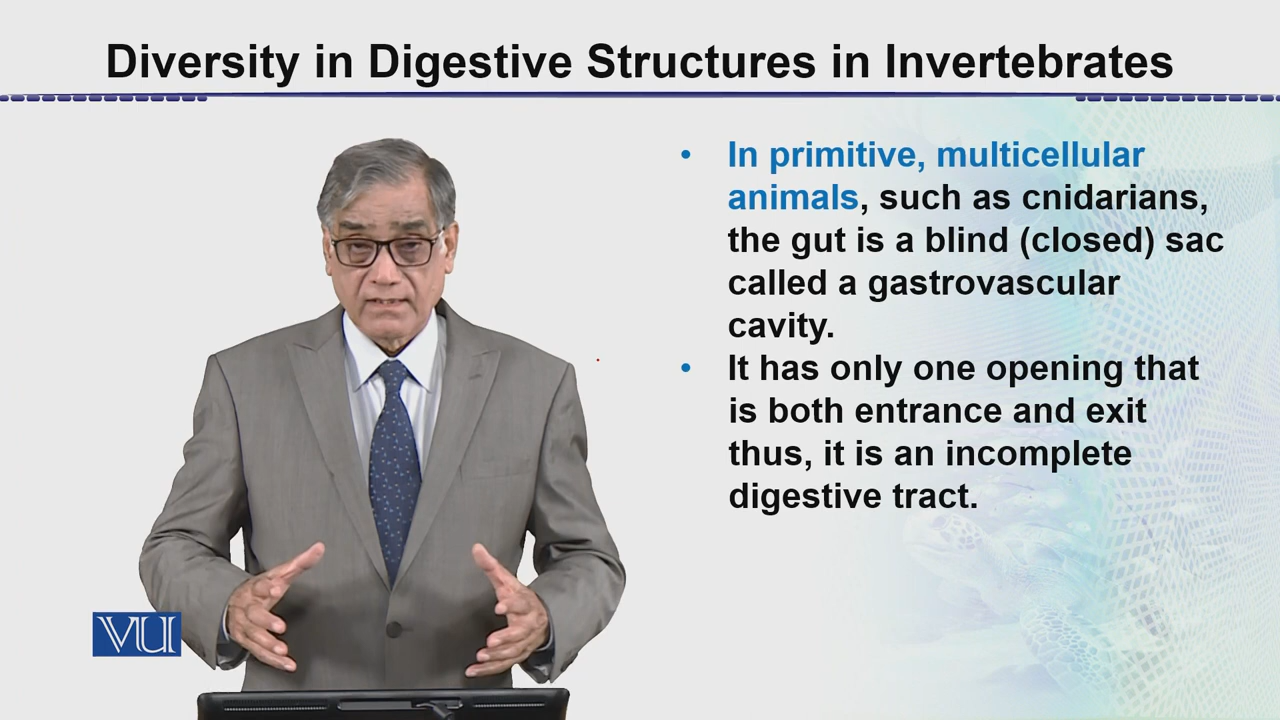 Diversity in Digestive Structures in Invertebrates
• In primitive, multicellular
animals, such as cnidarians,
the gut is a blind (closed) sac
called a gastrovascular
cavity.
• It has only one opening that
is both entrance and exit
thus, it is an incomplete
digestive tract.
VU